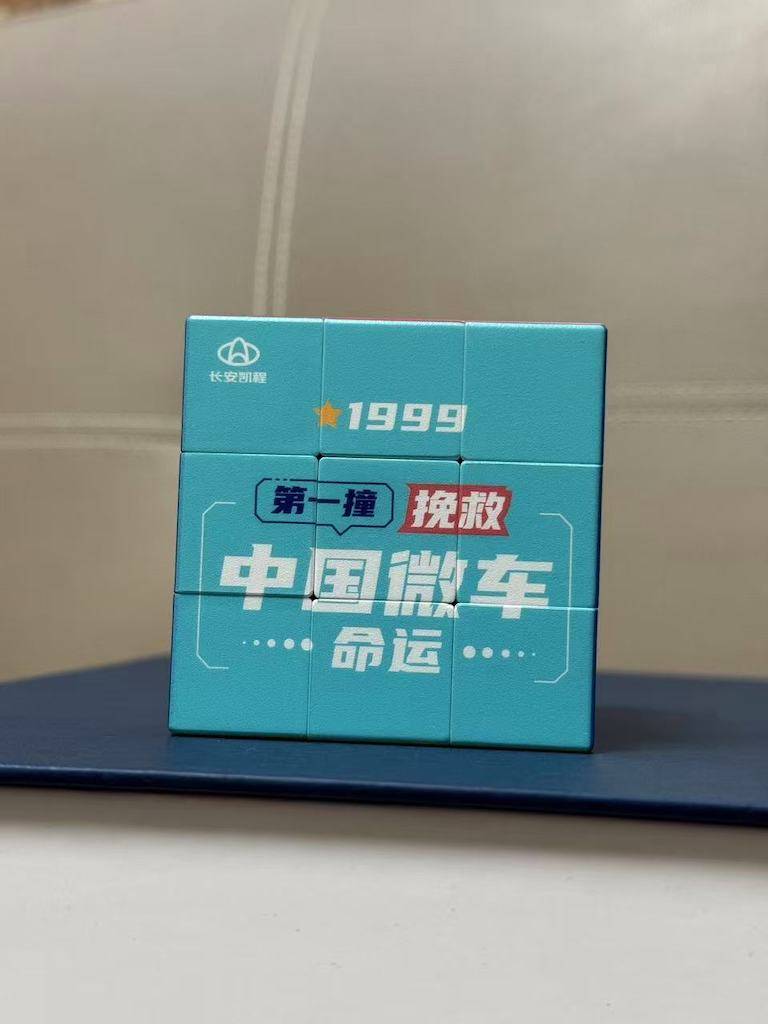 长安凯程
1999
第一撞 挽救
中国微车
命运